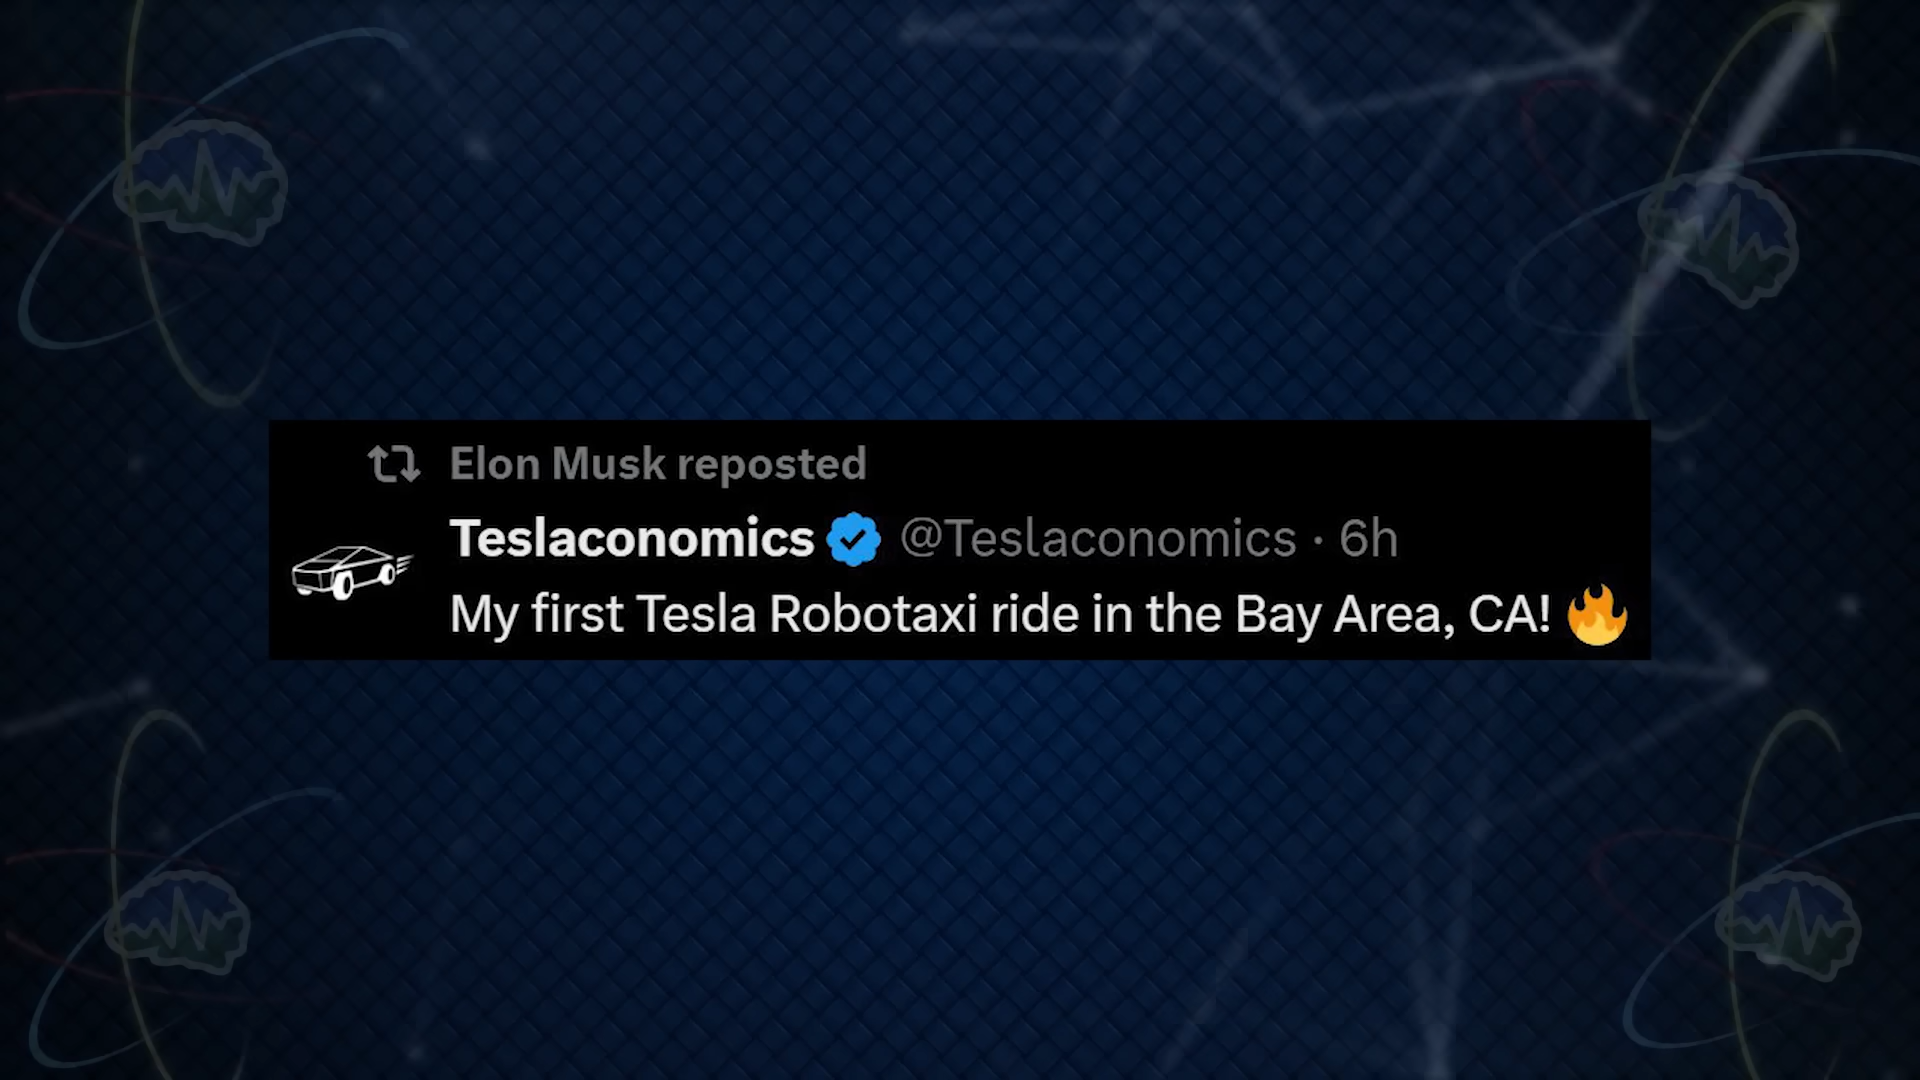 Elon Musk reposted
Teslaconomics @Teslaconomics · 6h
My first Tesla Robotaxi ride in the Bay Area, CA! 🔥